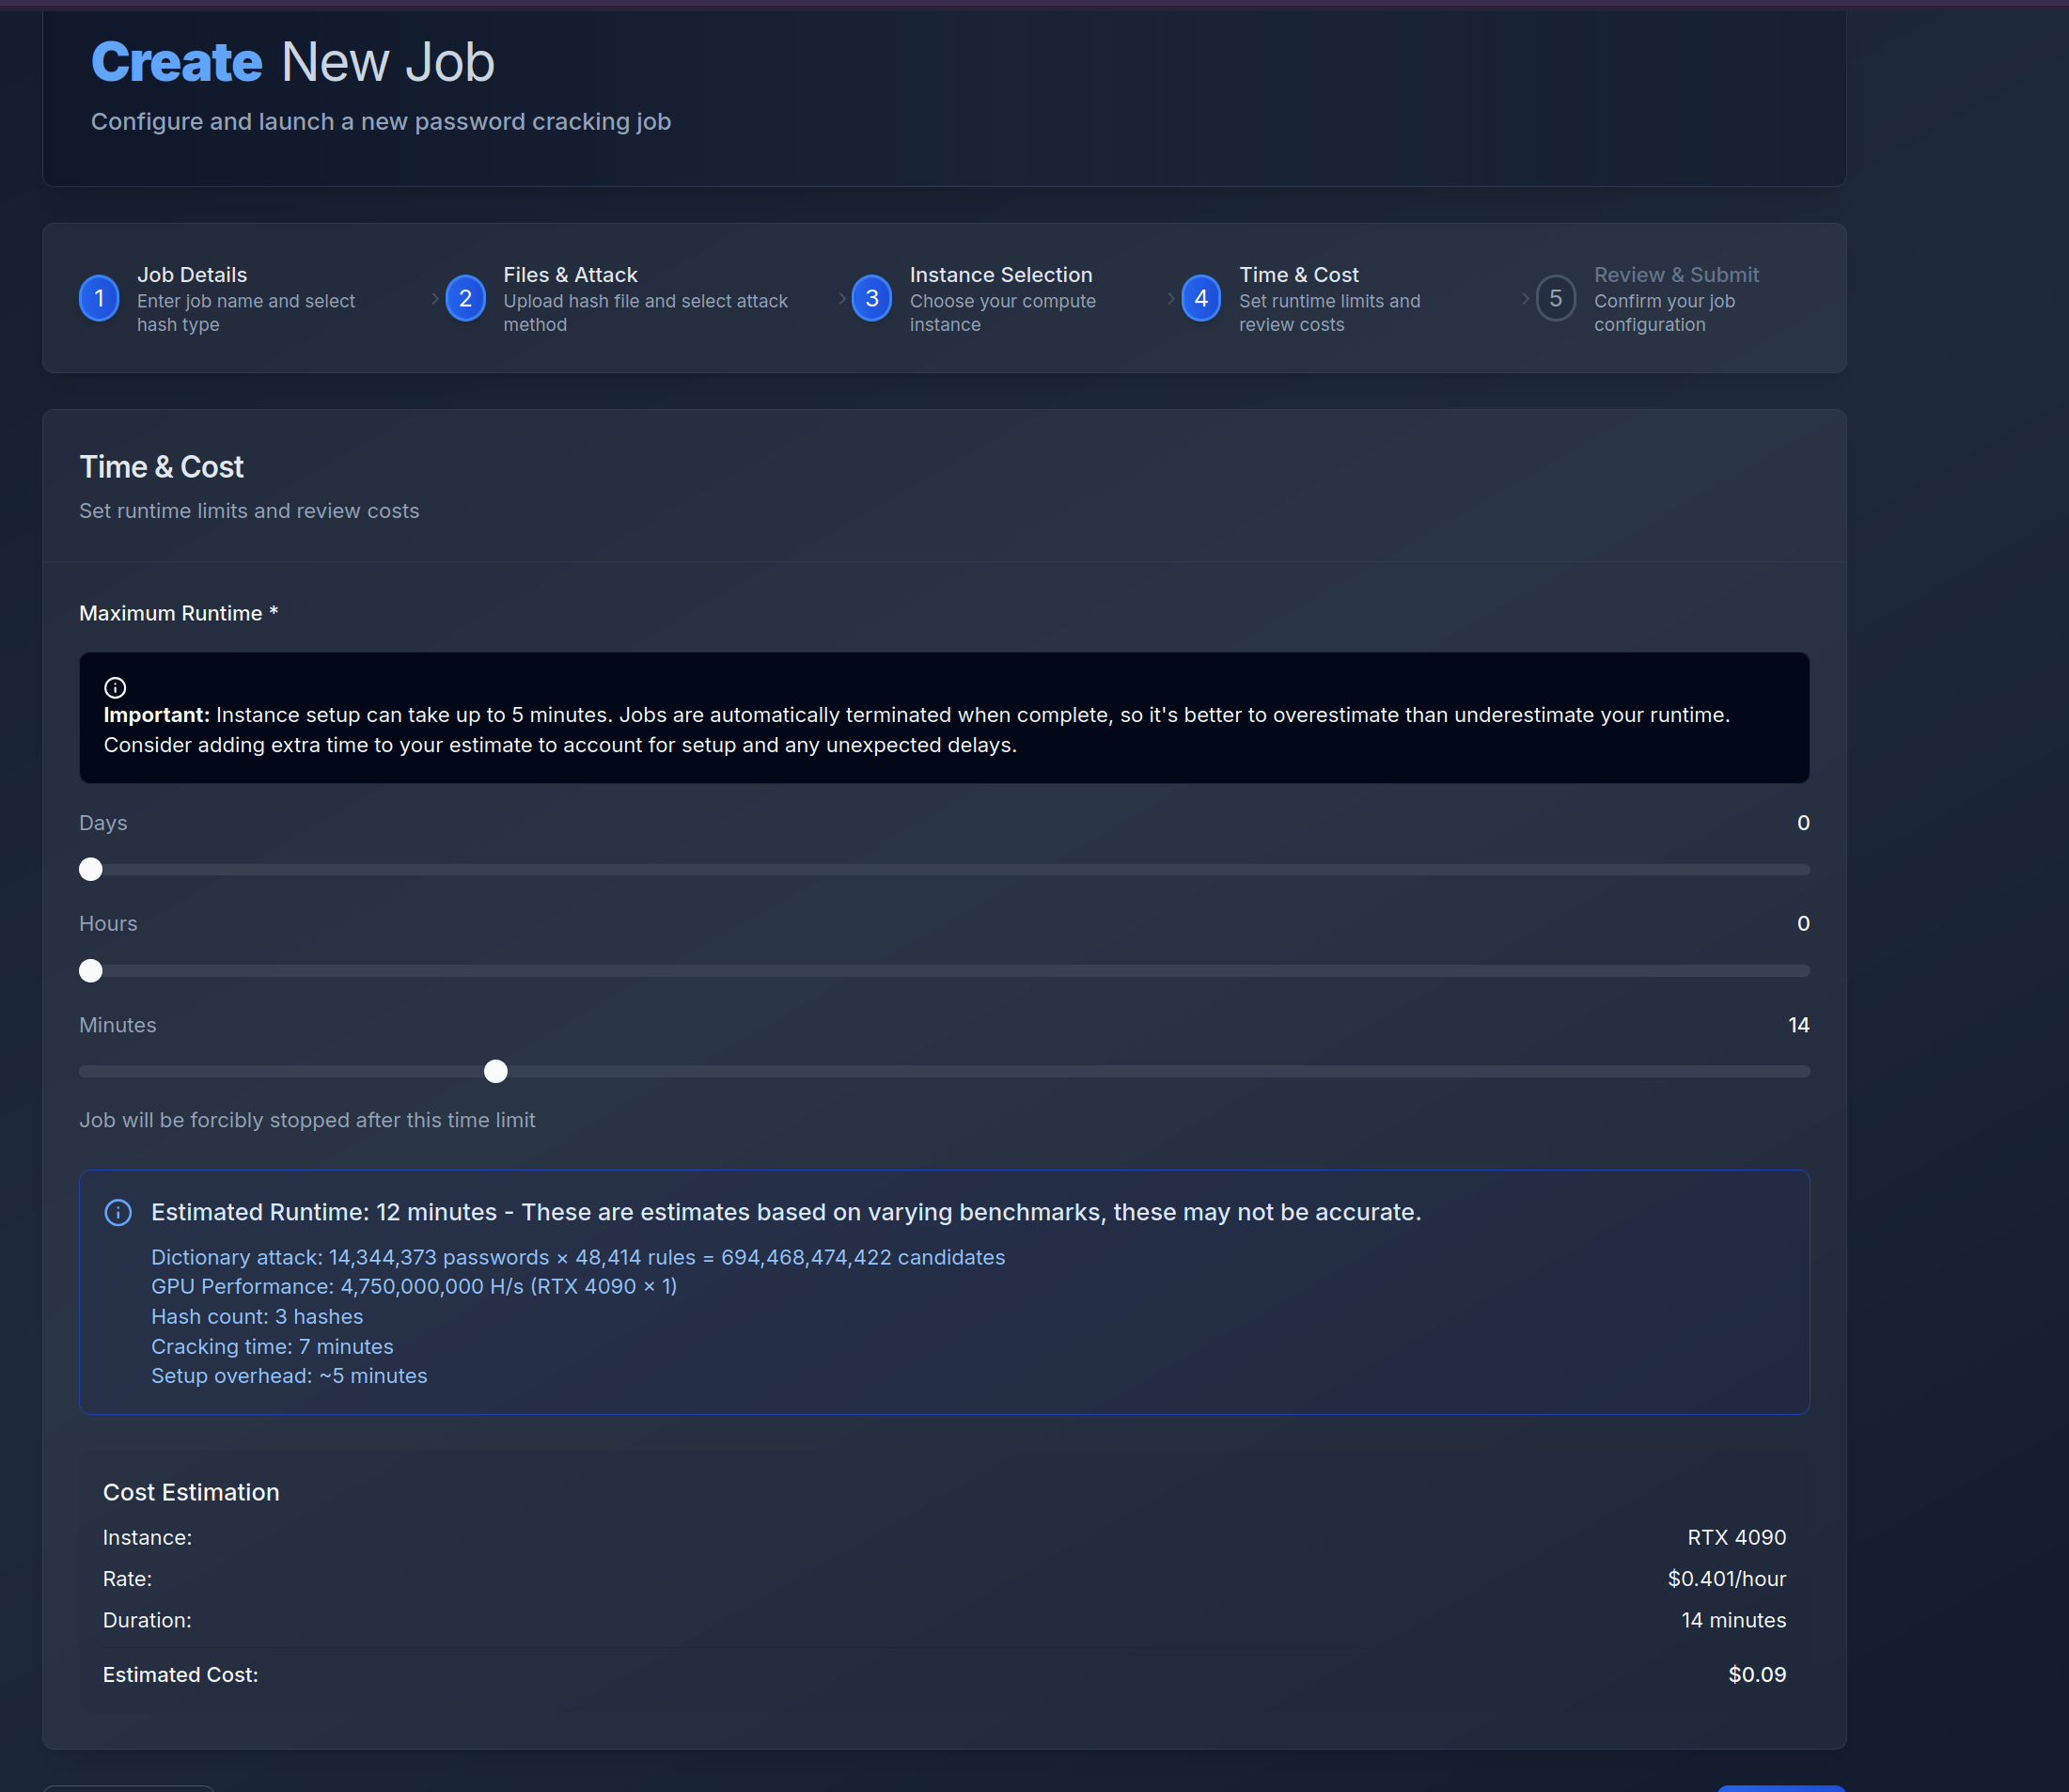 Create New Job
Configure and launch a new password cracking job
1
Job Details
Enter job name and select
hash type
2
Files & Attack
Upload hash file and select attack
method
3
Instance Selection
Choose your compute
instance
4
Time & Cost
Set runtime limits and
review costs
5
Review & Submit
Confirm your job
configuration
Time & Cost
Set runtime limits and review costs
Maximum Runtime *
Important: Instance setup can take up to 5 minutes. Jobs are automatically terminated when complete, so it's better to overestimate than underestimate your runtime.
Consider adding extra time to your estimate to account for setup and any unexpected delays.
Days 0
Hours 0
Minutes 14
Job will be forcibly stopped after this time limit
Estimated Runtime: 12 minutes - These are estimates based on varying benchmarks, these may not be accurate.
Dictionary attack: 14,344,373 passwords × 48,414 rules = 694,468,474,422 candidates
GPU Performance: 4,750,000,000 H/s (RTX 4090 × 1)
Hash count: 3 hashes
Cracking time: 7 minutes
Setup overhead: ~5 minutes
Cost Estimation
Instance: RTX 4090
Rate: $0.401/hour
Duration: 14 minutes
Estimated Cost: $0.09